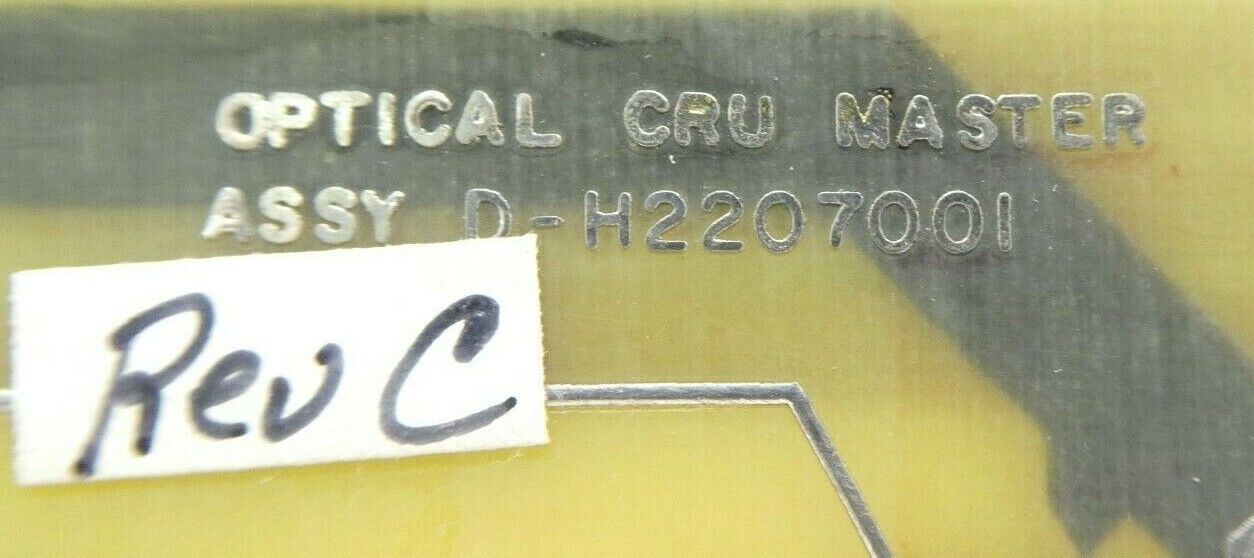 OPTICAL CRU MASTER
ASSY D-H2207001
Rev C